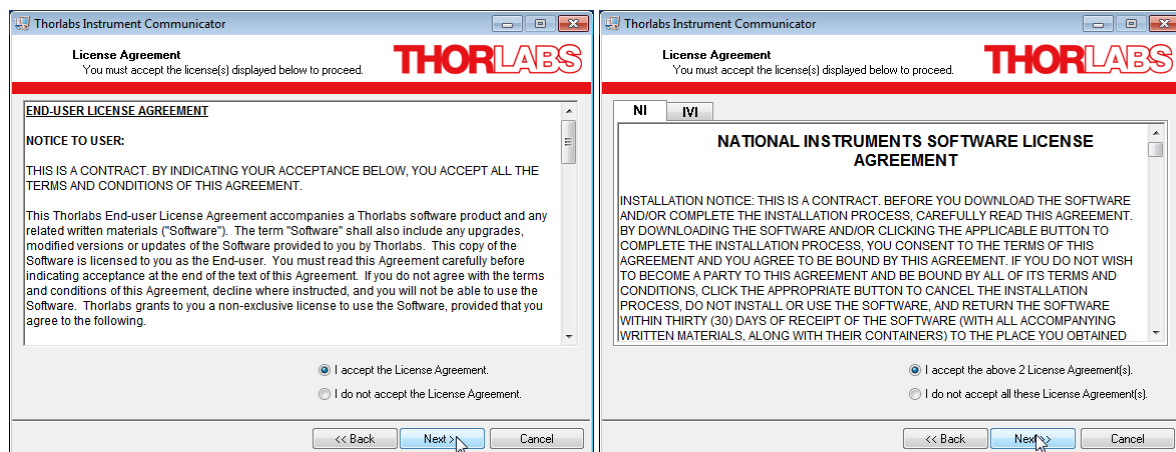 Thorlabs Instrument Communicator
License Agreement
You must accept the license(s) displayed below to proceed.
THORLABS
END-USER LICENSE AGREEMENT
NOTICE TO USER:
THIS IS A CONTRACT. BY INDICATING YOUR ACCEPTANCE BELOW, YOU ACCEPT ALL THE
TERMS AND CONDITIONS OF THIS AGREEMENT.
This Thorlabs End-user License Agreement accompanies a Thorlabs software product and any
related written materials ("Software"). The term "Software" shall also include any upgrades,
modified versions or updates of the Software provided to you by Thorlabs. This copy of the
Software is licensed to you as the End-user. You must read this Agreement carefully before
indicating acceptance at the end of the text of this Agreement. If you do not agree with the terms
and conditions of this Agreement, decline where instructed, and you will not be able to use the
Software. Thorlabs grants to you a non-exclusive license to use the Software, provided that you
agree to the following.
I accept the License Agreement.
I do not accept the License Agreement.
<< Back
Next >>
Cancel
Thorlabs Instrument Communicator
License Agreement
You must accept the license(s) displayed below to proceed.
THORLABS
NI
IVI
NATIONAL INSTRUMENTS SOFTWARE LICENSE
AGREEMENT
INSTALLATION NOTICE: THIS IS A CONTRACT. BEFORE YOU DOWNLOAD THE SOFTWARE
AND/OR COMPLETE THE INSTALLATION PROCESS, CAREFULLY READ THIS AGREEMENT.
BY DOWNLOADING THE SOFTWARE AND/OR CLICKING THE APPLICABLE BUTTON TO
COMPLETE THE INSTALLATION PROCESS, YOU CONSENT TO THE TERMS OF THIS
AGREEMENT AND YOU AGREE TO BE BOUND BY THIS AGREEMENT. IF YOU DO NOT WISH
TO BECOME A PARTY TO THIS AGREEMENT AND BE BOUND BY ALL OF ITS TERMS AND
CONDITIONS, CLICK THE APPROPRIATE BUTTON TO CANCEL THE INSTALLATION
PROCESS, DO NOT INSTALL OR USE THE SOFTWARE, AND RETURN THE SOFTWARE
WITHIN THIRTY (30) DAYS OF RECEIPT OF THE SOFTWARE (WITH ALL ACCOMPANYING
WRITTEN MATERIALS, ALONG WITH THEIR CONTAINERS) TO THE PLACE YOU OBTAINED
I accept the above 2 License Agreement(s).
I do not accept all these License Agreement(s).
<< Back
Next >>
Cancel